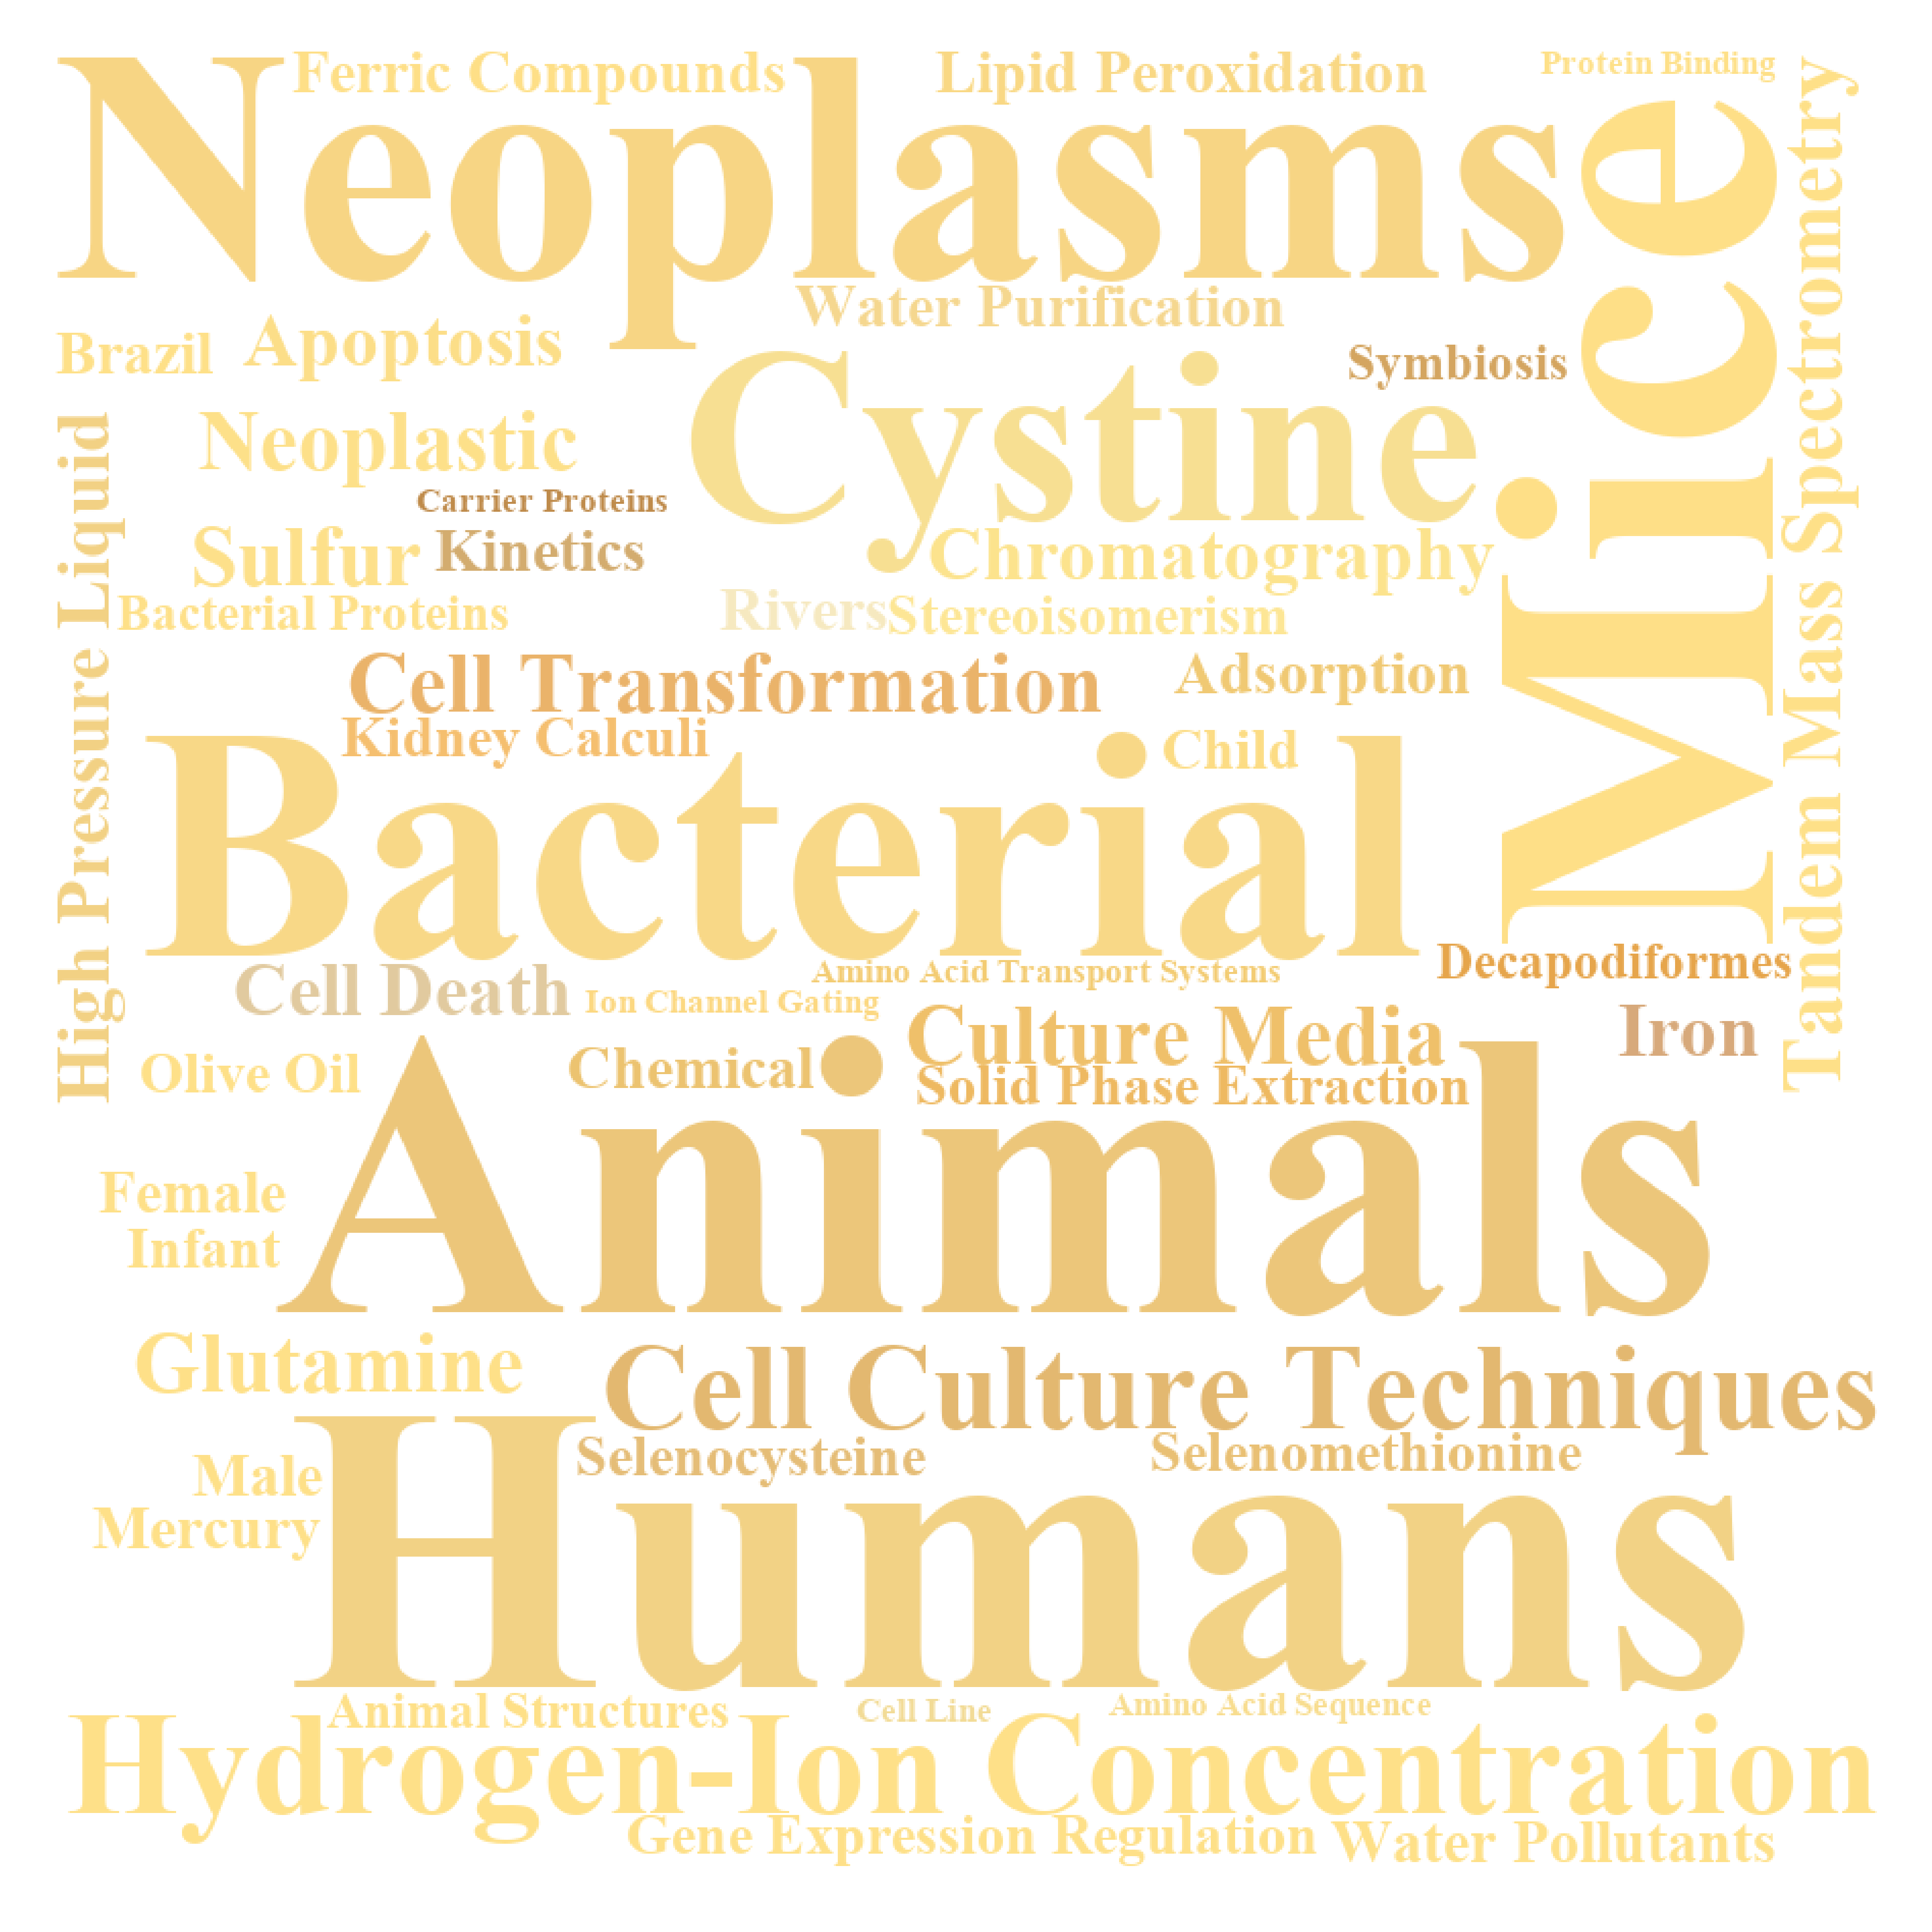 Ferric Compounds
Lipid Peroxidation
Protein Binding
Neoplasms
Mice
Tandem Mass Spectrometry
Water Purification
Brazil
Apoptosis
Symbiosis
Cystine
Neoplastic
High Pressure Liquid
Carrier Proteins
Sulfur
Kinetics
Chromatography
Bacterial Proteins
Rivers
Stereoisomerism
Cell Transformation
Adsorption
Kidney Calculi
Child
Bacterial
Decapodiformes
Cell Death
Amino Acid Transport Systems
Ion Channel Gating
Culture Media
Iron
Olive Oil
Chemical
Solid Phase Extraction
Animals
Female
Infant
Glutamine
Cell Culture Techniques
Selenocysteine
Selenomethionine
Male
Mercury
Humans
Animal Structures
Cell Line
Amino Acid Sequence
Hydrogen-Ion Concentration
Gene Expression Regulation
Water Pollutants